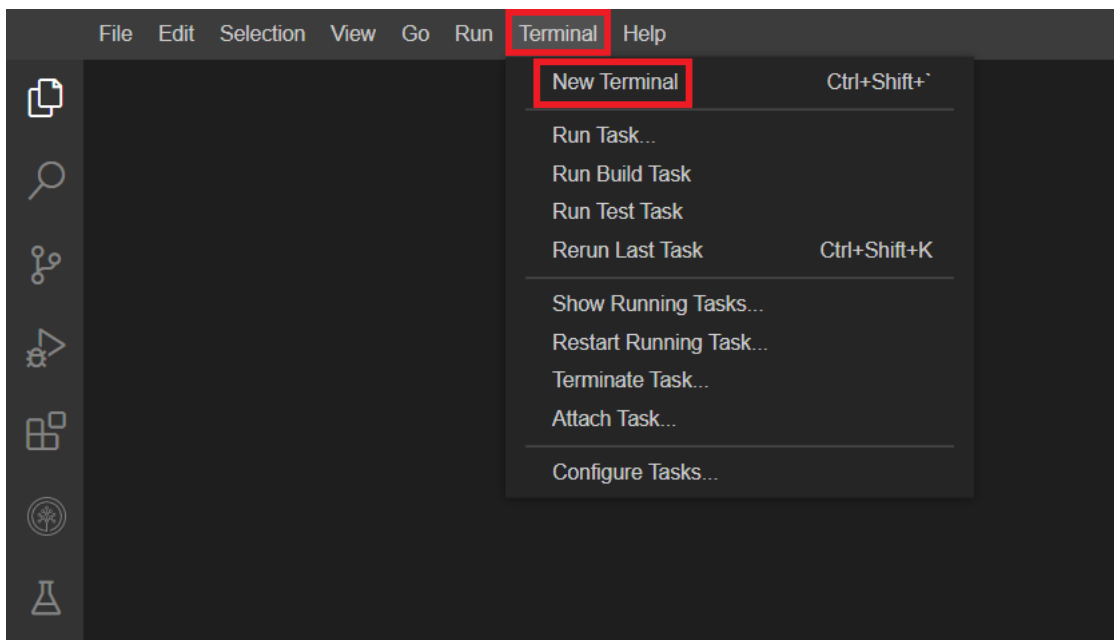 File Edit Selection View Go Run Terminal Help
New Terminal Ctrl+Shift+`
Run Task...
Run Build Task
Run Test Task
Rerun Last Task Ctrl+Shift+K
Show Running Tasks...
Restart Running Task...
Terminate Task...
Attach Task...
Configure Tasks...